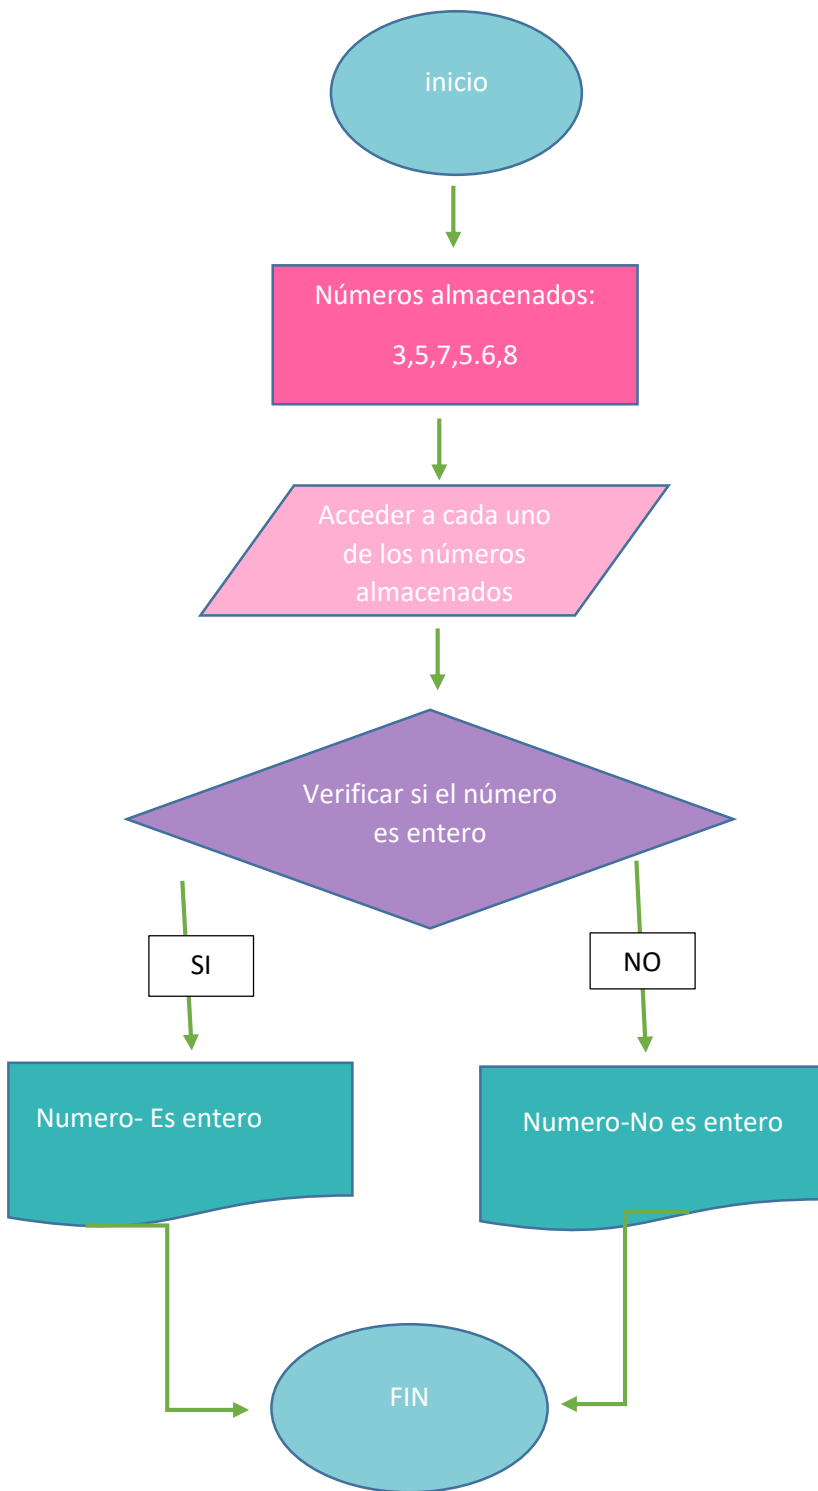 inicio
Números almacenados:
3,5,7,5.6,8
Acceder a cada uno
de los números
almacenados
Verificar si el número
es entero
SI
NO
Numero- Es entero
Numero-No es entero
FIN